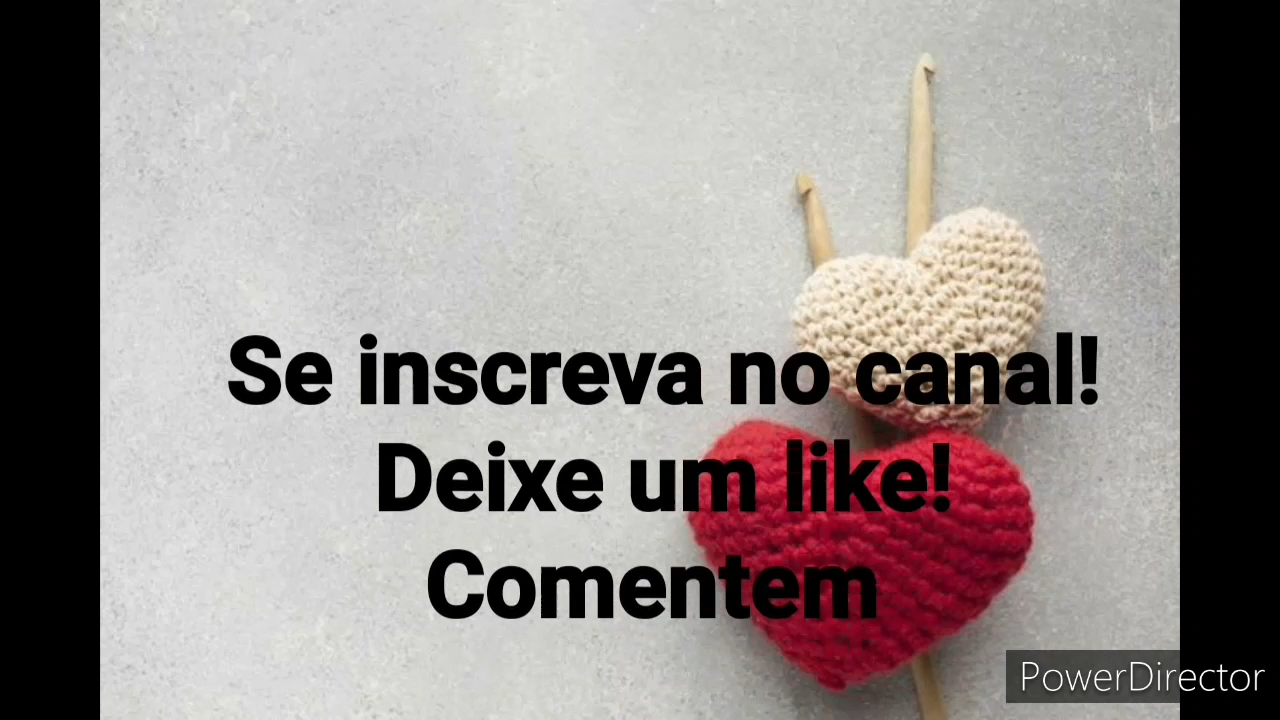 Se inscreva no canal!
Deixe um like!
Comentem
PowerDirector